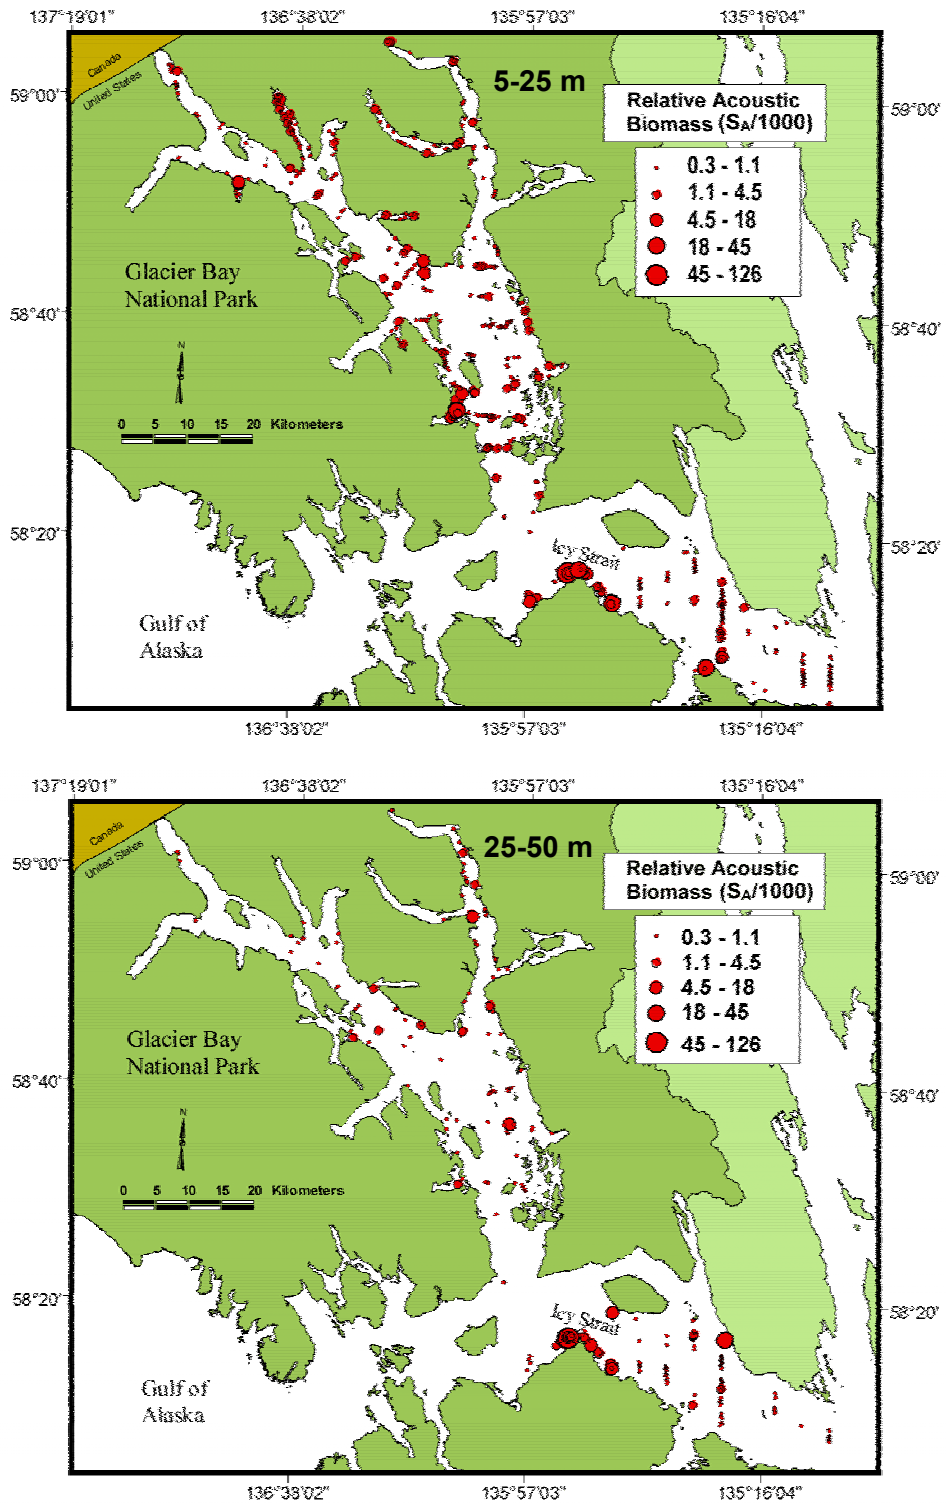 137°19'01" 136°38'02" 135°57'03" 135°16'04"
Canada
United States
5-25 m
59°00' 59°00'
Relative Acoustic
Biomass (SA/1000)
0.3 - 1.1
1.1 - 4.5
4.5 - 18
18 - 45
45 - 126
Glacier Bay
National Park
58°40' 58°40'
N
0 5 10 15 20 Kilometers
58°20' 58°20'
Icy Strait
Gulf of
Alaska
136°38'02" 135°57'03" 135°16'04"
137°19'01" 136°38'02" 135°57'03" 135°16'04"
Canada
United States
25-50 m
59°00' 59°00'
Relative Acoustic
Biomass (SA/1000)
0.3 - 1.1
1.1 - 4.5
4.5 - 18
18 - 45
45 - 126
Glacier Bay
National Park
58°40' 58°40'
N
0 5 10 15 20 Kilometers
58°20' 58°20'
Icy Strait
Gulf of
Alaska
136°38'02" 135°57'03" 135°16'04"